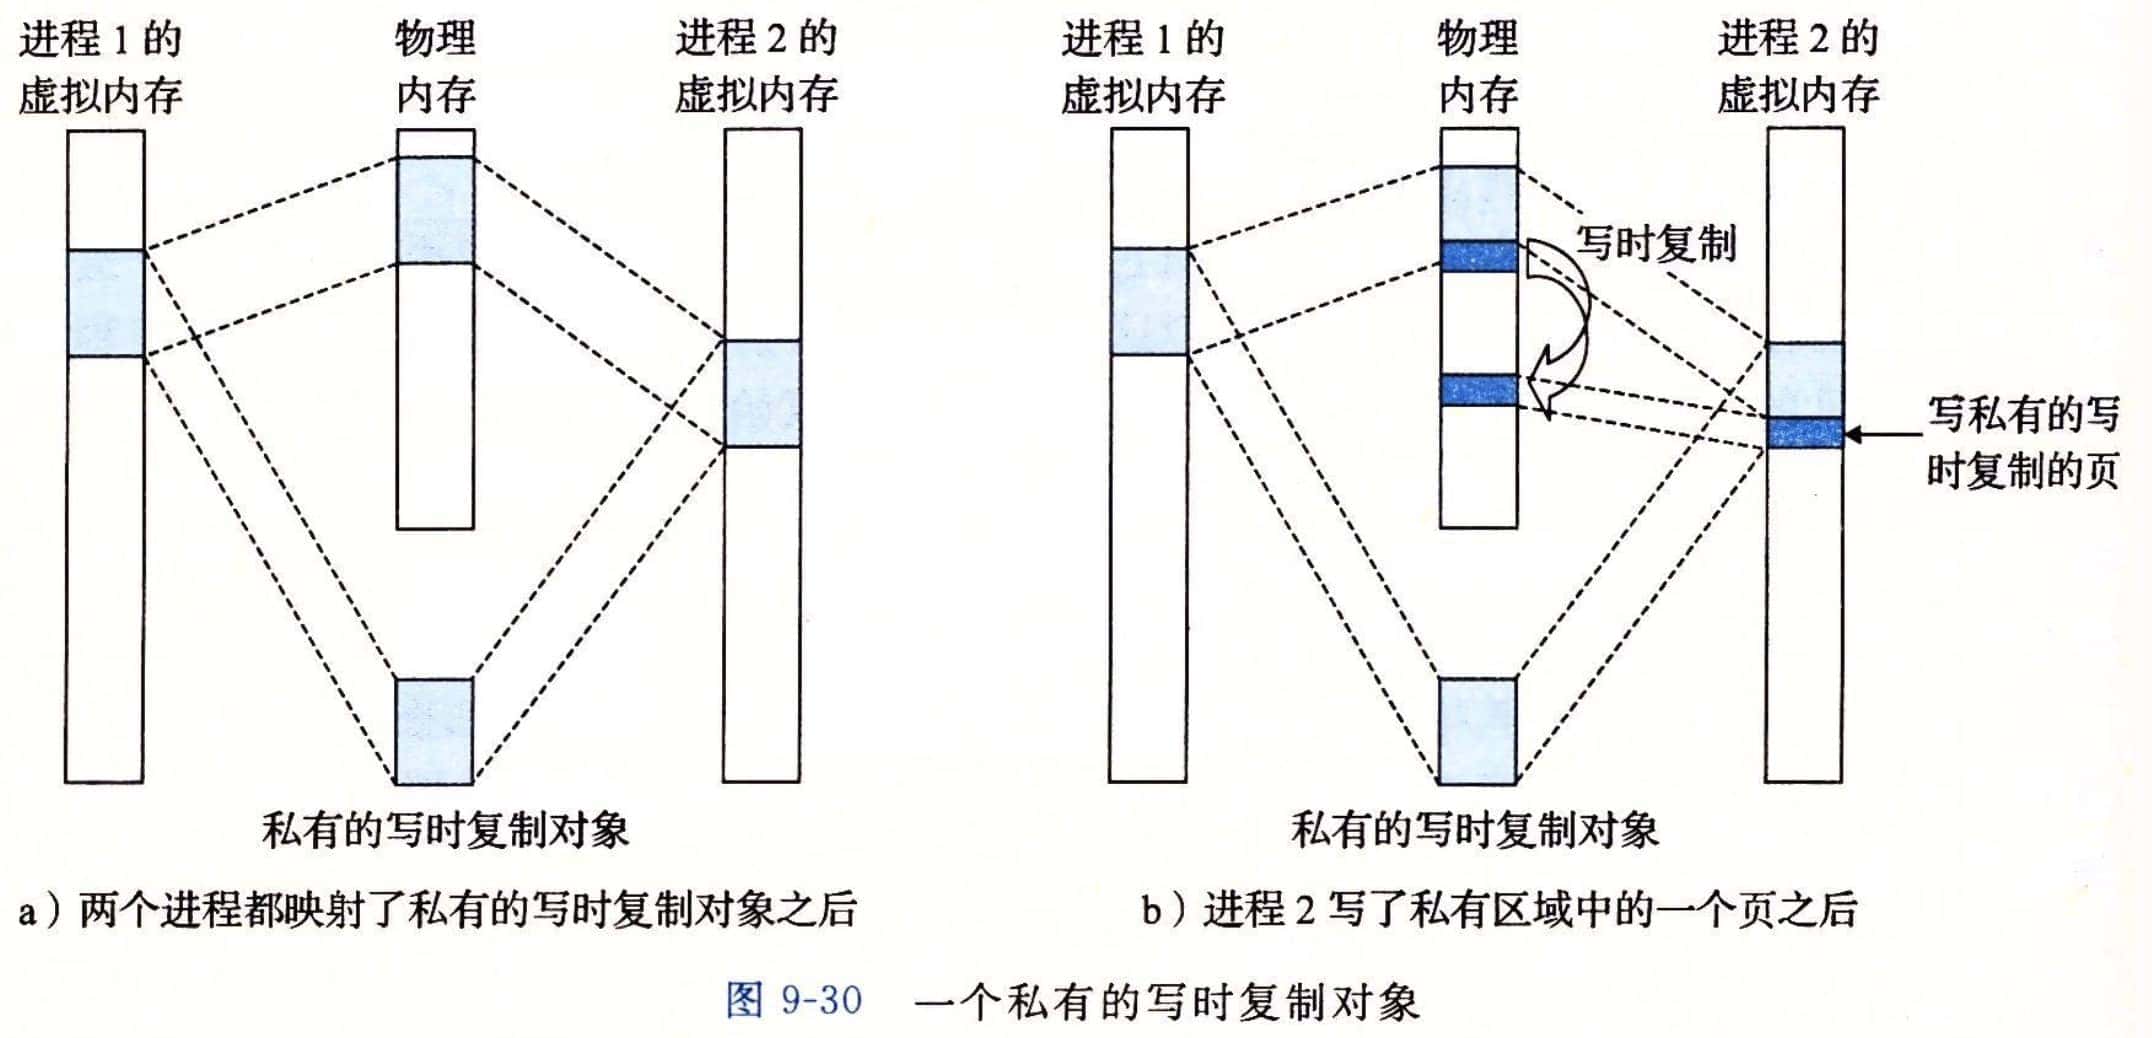 进程 1 的
虚拟内存
物理
内存
进程 2 的
虚拟内存
私有的写时复制对象
a）两个进程都映射了私有的写时复制对象之后
进程 1 的
虚拟内存
物理
内存
进程 2 的
虚拟内存
写时复制
写私有的写
时复制的页
私有的写时复制对象
b）进程 2 写了私有区域中的一个页之后
图 9-30 一个私有的写时复制对象